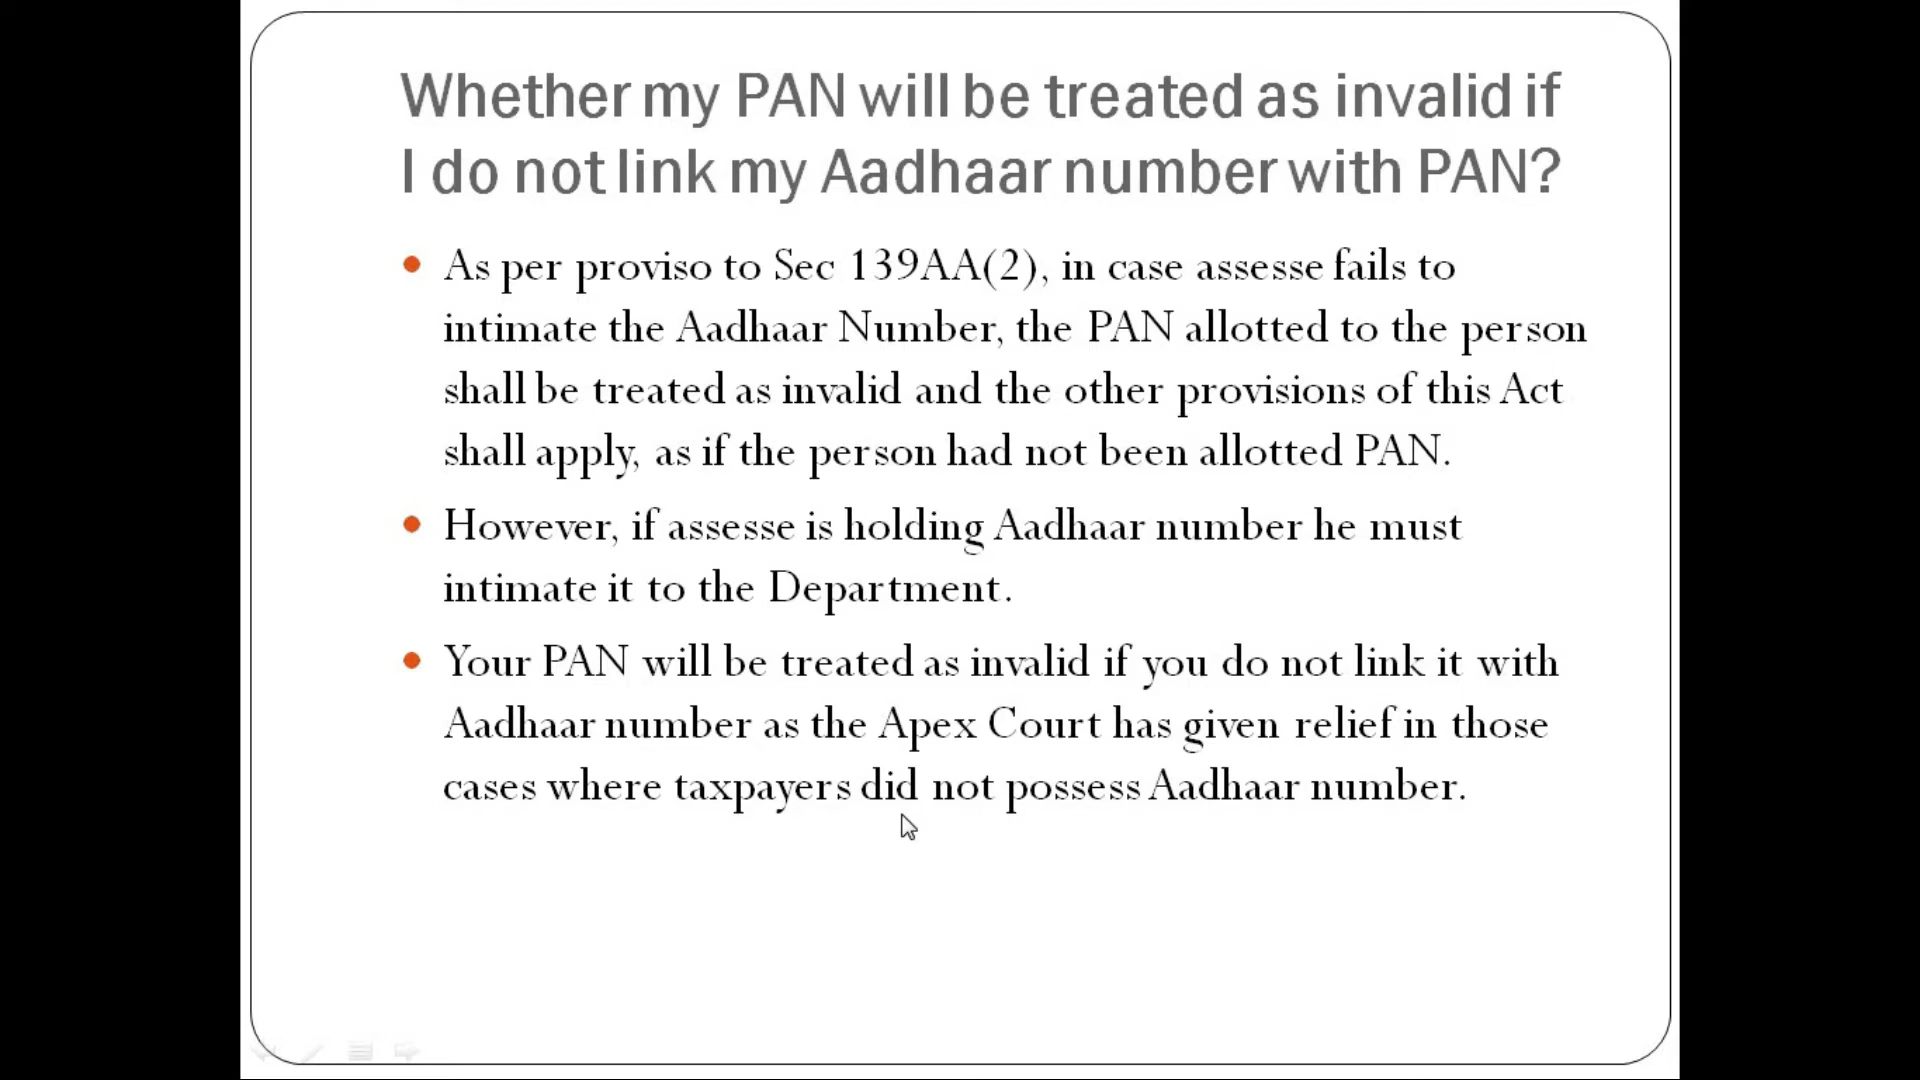 Whether my PAN will be treated as invalid if
I do not link my Aadhaar number with PAN?
As per proviso to Sec 139AA(2), in case assesse fails to
intimate the Aadhaar Number, the PAN allotted to the person
shall be treated as invalid and the other provisions of this Act
shall apply, as if the person had not been allotted PAN.
However, if assesse is holding Aadhaar number he must
intimate it to the Department.
Your PAN will be treated as invalid if you do not link it with
Aadhaar number as the Apex Court has given relief in those
cases where taxpayers did not possess Aadhaar number.